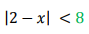 |2 − x| < 8